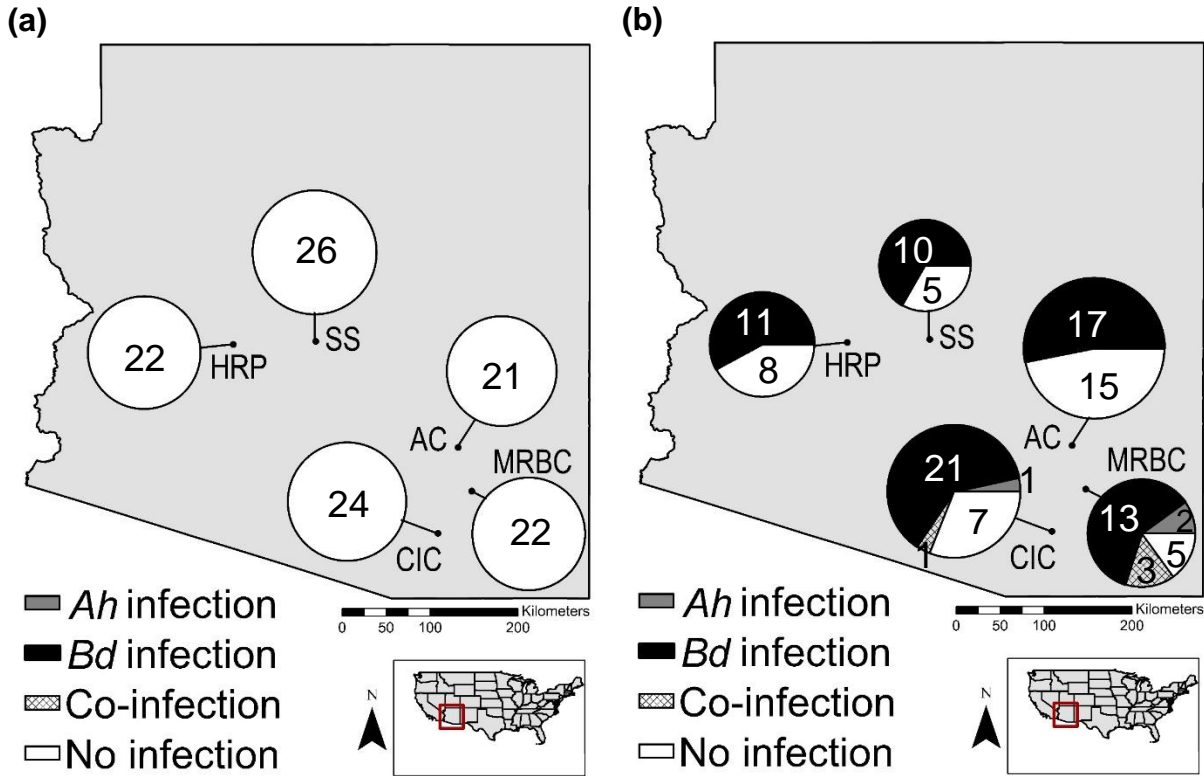 (a)
26
SS
22
HRP
21
AC
MRBC
24
CIC
22
Ah infection
Bd infection
Co-infection
No infection
Kilometers
0 25 50 100 200
N
(b)
10
5
SS
11
8
HRP
17
15
AC
MRBC
21
1
1
7
CIC
13
2
3
5
Ah infection
Bd infection
Co-infection
No infection
Kilometers
0 25 50 100 200
N